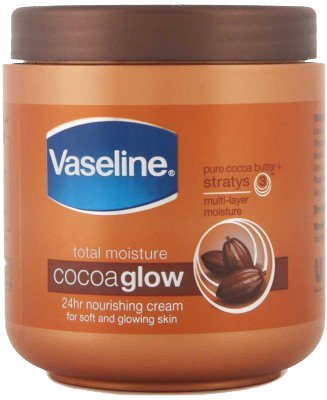 Vaseline®
pure cocoa butter+
stratys 3™
multi-layer
moisture
total moisture
cocoaglow
24hr nourishing cream
for soft and glowing skin